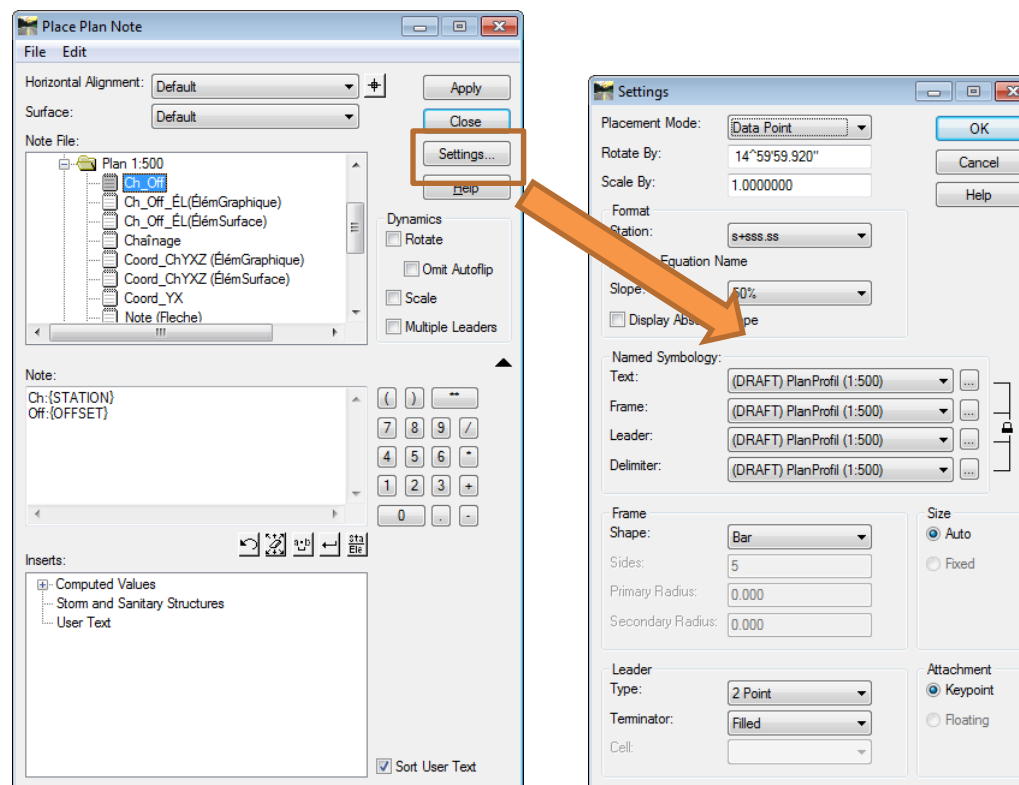 Place Plan Note
File Edit
Horizontal Alignment: Default
Apply
Surface: Default
Close
Note File:
Settings...
Plan 1:500
Help
Ch_Off
Ch_Off_ÉL(ÉlémGraphique)
Ch_Off_ÉL(ÉlémSurface)
Chaînage
Coord_ChYXZ (ÉlémGraphique)
Coord_ChYXZ (ÉlémSurface)
Coord_YX
Note (Fleche)
Dynamics
Rotate
Omit Autoflip
Scale
Multiple Leaders
Note:
Ch:{STATION}
Off:{OFFSET}
( ) **
7 8 9 /
4 5 6 *
1 2 3 +
0 . -
Sta
Ele
Inserts:
Computed Values
Storm and Sanitary Structures
User Text
Sort User Text
Settings
Placement Mode: Data Point
OK
Rotate By: 14^59'59.920"
Cancel
Scale By: 1.0000000
Help
Format
Station: s+sss.ss
Equation Name
Slope: 50%
Display
Named Symbology:
Text: (DRAFT) PlanProfil (1:500) ...
Frame: (DRAFT) PlanProfil (1:500) ...
Leader: (DRAFT) PlanProfil (1:500) ...
Delimiter: (DRAFT) PlanProfil (1:500) ...
Frame
Shape: Bar
Sides: 5
Primary Radius: 0.000
Secondary Radius: 0.000
Size
Auto
Fixed
Leader
Type: 2 Point
Terminator: Filled
Cell:
Attachment
Keypoint
Floating